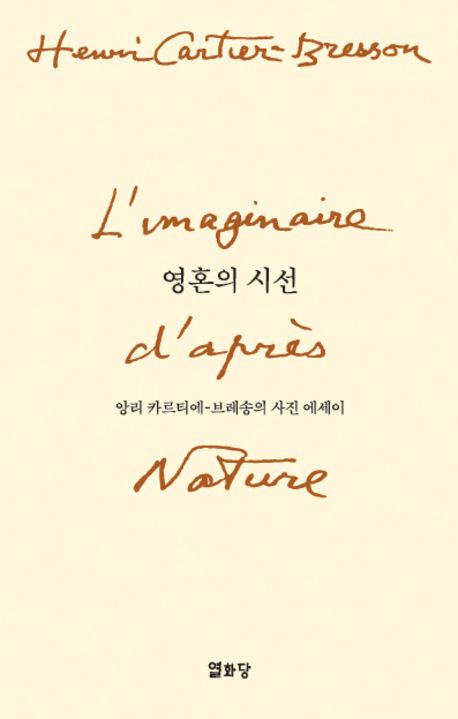 Henri Cartier-Bresson
L'imaginaire
영혼의 시선
d'après
앙리 카르티에-브레송의 사진 에세이
Nature
열화당